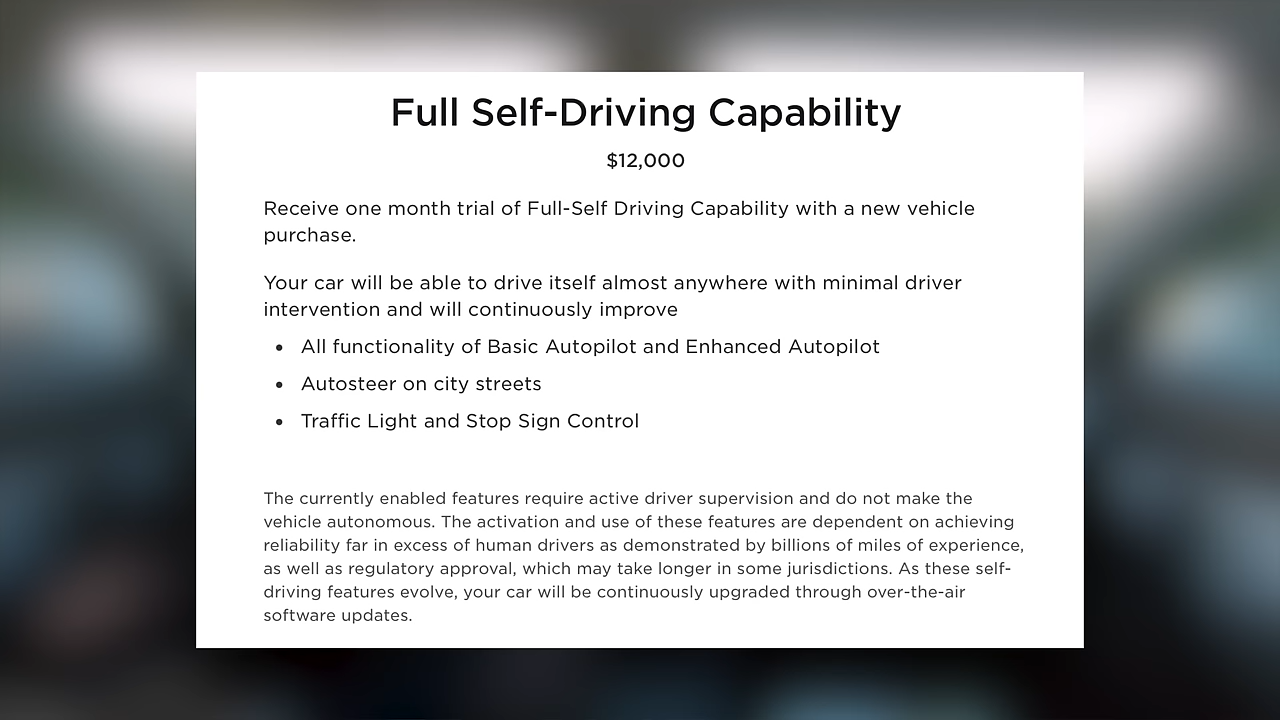 Full Self-Driving Capability
$12,000
Receive one month trial of Full-Self Driving Capability with a new vehicle
purchase.
Your car will be able to drive itself almost anywhere with minimal driver
intervention and will continuously improve
• All functionality of Basic Autopilot and Enhanced Autopilot
• Autosteer on city streets
• Traffic Light and Stop Sign Control
The currently enabled features require active driver supervision and do not make the
vehicle autonomous. The activation and use of these features are dependent on achieving
reliability far in excess of human drivers as demonstrated by billions of miles of experience,
as well as regulatory approval, which may take longer in some jurisdictions. As these self-
driving features evolve, your car will be continuously upgraded through over-the-air
software updates.